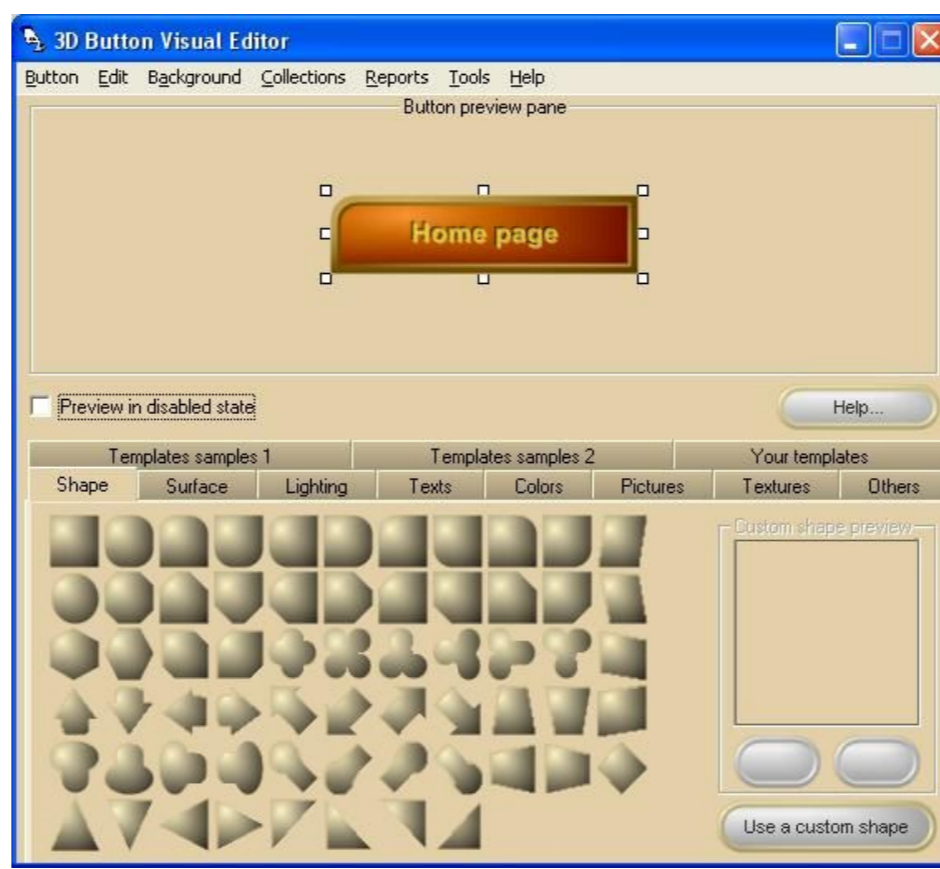 3D Button Visual Editor
Button Edit Background Collections Reports Tools Help
Button preview pane
Home page
Preview in disabled state
Help...
Templates samples 1 Templates samples 2 Your templates
Shape Surface Lighting Texts Colors Pictures Textures Others
Custom shape preview
Use a custom shape